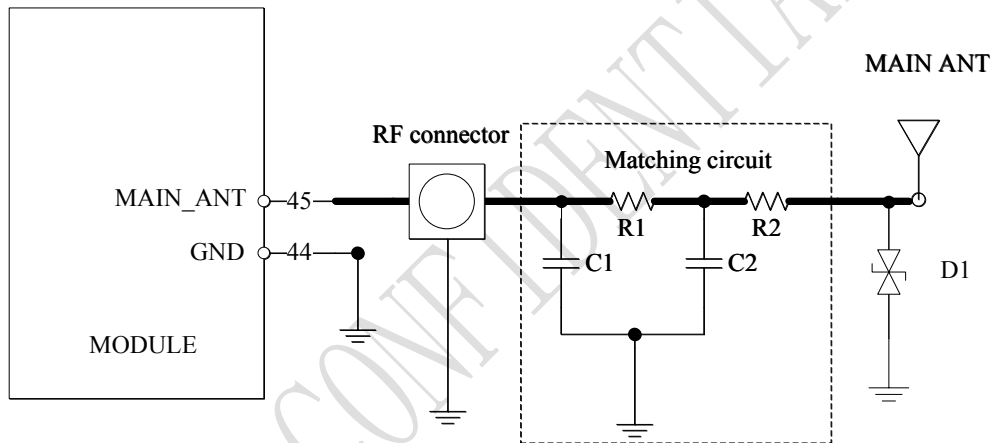 MAIN ANT
RF connector
Matching circuit
MAIN_ANT
45
R1
R2
GND
44
C1
C2
D1
MODULE
CONFIDENTIAL